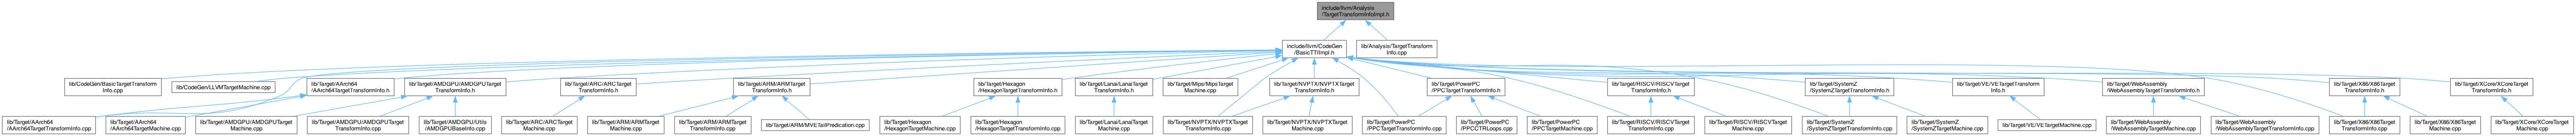 include/llvm/Analysis
/TargetTransformInfoImpl.h
include/llvm/CodeGen
/BasicTTIImpl.h
lib/Analysis/TargetTransform
Info.cpp
lib/CodeGen/BasicTargetTransform
Info.cpp
lib/CodeGen/LLVMTargetMachine.cpp
lib/Target/AArch64
/AArch64TargetTransformInfo.h
lib/Target/AMDGPU/AMDGPUTarget
TransformInfo.h
lib/Target/ARC/ARCTarget
TransformInfo.h
lib/Target/ARM/ARMTarget
TransformInfo.h
lib/Target/Hexagon
/HexagonTargetTransformInfo.h
lib/Target/Lanai/LanaiTarget
TransformInfo.h
lib/Target/Mips/MipsTarget
Machine.cpp
lib/Target/NVPTX/NVPTXTarget
TransformInfo.h
lib/Target/PowerPC
/PPCTargetTransformInfo.h
lib/Target/RISCV/RISCVTarget
TransformInfo.h
lib/Target/SystemZ
/SystemZTargetTransformInfo.h
lib/Target/VE/VETargetTransform
Info.h
lib/Target/WebAssembly
/WebAssemblyTargetTransformInfo.h
lib/Target/X86/X86Target
TransformInfo.h
lib/Target/XCore/XCoreTarget
TransformInfo.h
lib/Target/AArch64
/AArch64TargetTransformInfo.cpp
lib/Target/AArch64
/AArch64TargetMachine.cpp
lib/Target/AMDGPU/AMDGPUTarget
Machine.cpp
lib/Target/AMDGPU/AMDGPUTarget
TransformInfo.cpp
lib/Target/AMDGPU/Utils
/AMDGPUBaseInfo.cpp
lib/Target/ARC/ARCTarget
Machine.cpp
lib/Target/ARM/ARMTarget
Machine.cpp
lib/Target/ARM/ARMTarget
TransformInfo.cpp
lib/Target/ARM/MVETailPredication.cpp
lib/Target/Hexagon
/HexagonTargetMachine.cpp
lib/Target/Hexagon
/HexagonTargetTransformInfo.cpp
lib/Target/Lanai/LanaiTarget
Machine.cpp
lib/Target/NVPTX/NVPTXTarget
TransformInfo.cpp
lib/Target/NVPTX/NVPTXTarget
Machine.cpp
lib/Target/PowerPC
/PPCTargetTransformInfo.cpp
lib/Target/PowerPC
/PPCCTRLoops.cpp
lib/Target/PowerPC
/PPCTargetMachine.cpp
lib/Target/RISCV/RISCVTarget
TransformInfo.cpp
lib/Target/RISCV/RISCVTarget
Machine.cpp
lib/Target/SystemZ
/SystemZTargetTransformInfo.cpp
lib/Target/SystemZ
/SystemZTargetMachine.cpp
lib/Target/VE/VETargetMachine.cpp
lib/Target/WebAssembly
/WebAssemblyTargetMachine.cpp
lib/Target/WebAssembly
/WebAssemblyTargetTransformInfo.cpp
lib/Target/X86/X86Target
TransformInfo.cpp
lib/Target/X86/X86Target
Machine.cpp
lib/Target/XCore/XCoreTarget
Machine.cpp